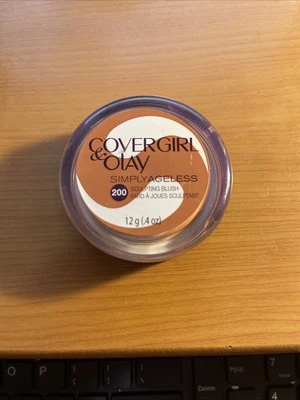 COVERGIRL
& Olay
SIMPLYAGELESS
200
SCULPTING BLUSH
FARD À JOUES SCULPTANT
12 g (.4 oz)